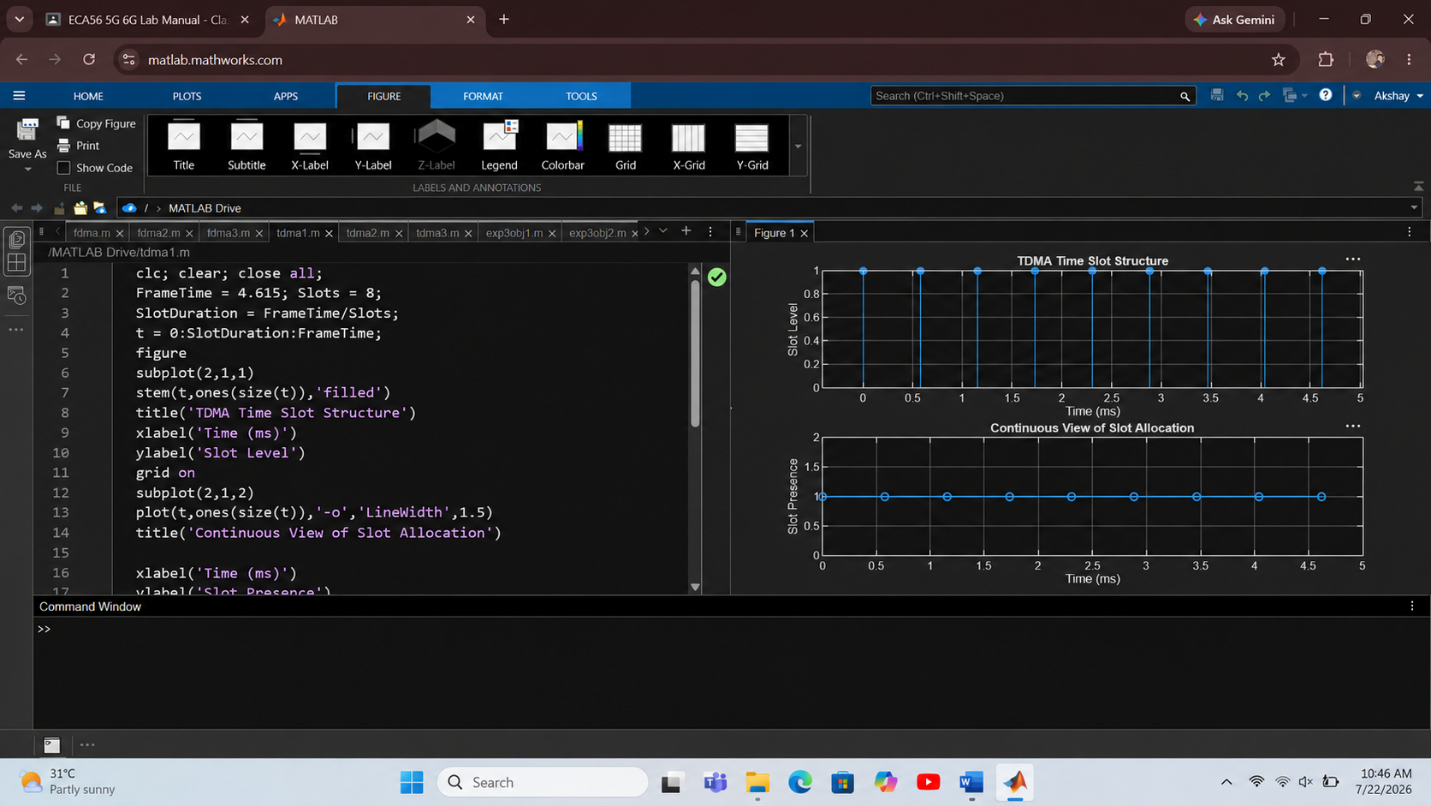 ECA56 5G 6G Lab Manual - Cla
MATLAB
Ask Gemini
matlab.mathworks.com
HOME
PLOTS
APPS
FIGURE
FORMAT
TOOLS
Search (Ctrl+Shift+Space)
Akshay
Save As
Copy Figure
Print
Show Code
FILE
Title
Subtitle
X-Label
Y-Label
Z-Label
Legend
Colorbar
Grid
X-Grid
Y-Grid
LABELS AND ANNOTATIONS
/ › MATLAB Drive
fdma.m
fdma2.m
fdma3.m
tdma1.m
tdma2.m
tdma3.m
exp3obj1.m
exp3obj2.m
/MATLAB Drive/tdma1.m
1 clc; clear; close all;
2 FrameTime = 4.615; Slots = 8;
3 SlotDuration = FrameTime/Slots;
4 t = 0:SlotDuration:FrameTime;
5 figure
6 subplot(2,1,1)
7 stem(t,ones(size(t)),'filled')
8 title('TDMA Time Slot Structure')
9 xlabel('Time (ms)')
10 ylabel('Slot Level')
11 grid on
12 subplot(2,1,2)
13 plot(t,ones(size(t)),'-o','LineWidth',1.5)
14 title('Continuous View of Slot Allocation')
15
16 xlabel('Time (ms)')
17 ylabel('Slot Presence')
Figure 1
TDMA Time Slot Structure
Slot Level
1
0.8
0.6
0.4
0.2
0
0 0.5 1 1.5 2 2.5 3 3.5 4 4.5 5
Time (ms)
Continuous View of Slot Allocation
Slot Presence
2
1.5
1
0.5
0
0 0.5 1 1.5 2 2.5 3 3.5 4 4.5 5
Time (ms)
Command Window
>>
31°C
Partly sunny
Search
10:46 AM
7/22/2026